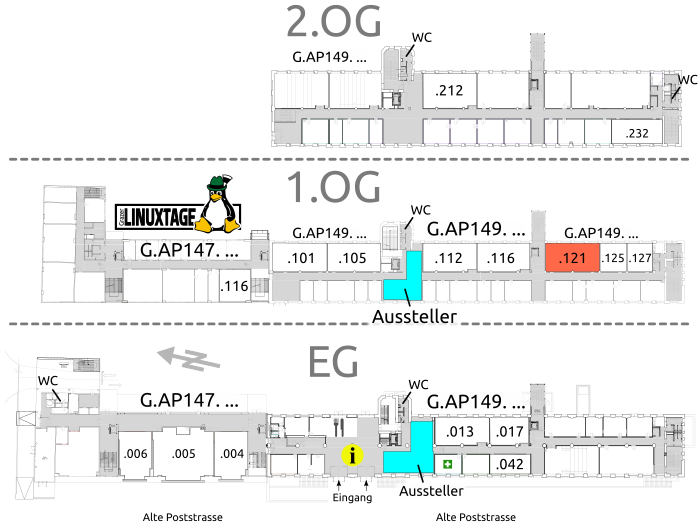 2.OG
G.AP149. ...
WC
WC
.212
.232
1.OG
Grazer
LINUXTAGE
G.AP147. ...
G.AP149. ...
WC
G.AP149. ...
G.AP149. ...
.101
.105
.112
.116
.121
.125
.127
.116
Aussteller
EG
WC
G.AP147. ...
WC
G.AP149. ...
.006
.005
.004
i
.013
.017
.042
Eingang
Aussteller
Alte Poststrasse
Alte Poststrasse